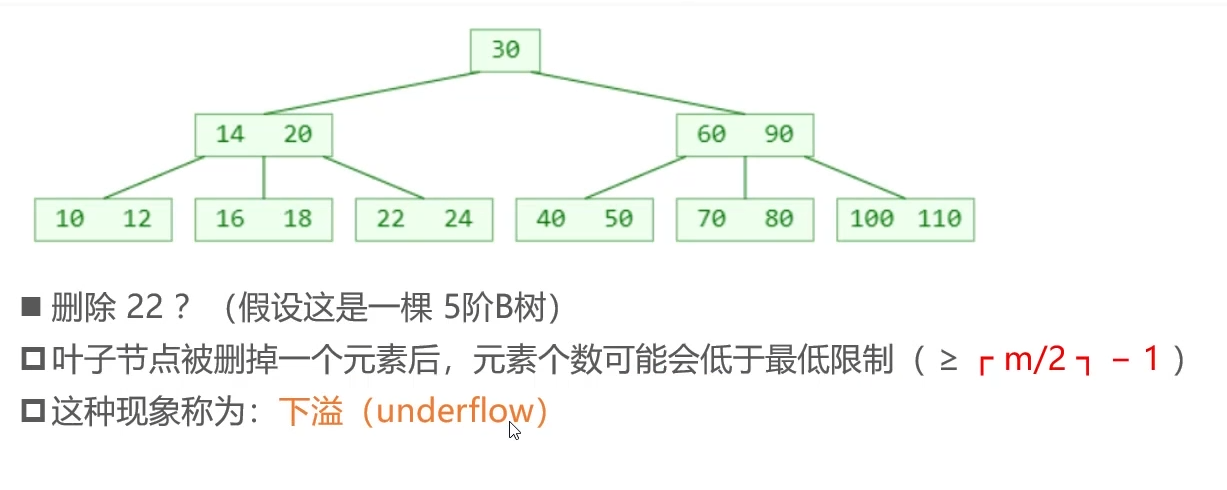 30
14 20 60 90
10 12 16 18 22 24 40 50 70 80 100 110
■ 删除 22 ？（假设这是一棵 5阶B树）
叶子节点被删掉一个元素后，元素个数可能会低于最低限制（ ≥ ┌ m/2 ┐ − 1 ）
这种现象称为：下溢（underflow）